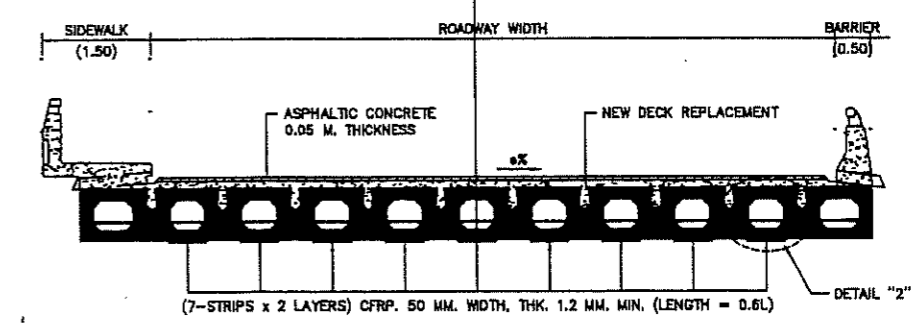 SIDEWALK
(1.50)
ROADWAY WIDTH
BARRIER
(0.50)
ASPHALTIC CONCRETE
0.05 M. THICKNESS
NEW DECK REPLACEMENT
s%
(7-STRIPS x 2 LAYERS) CFRP. 50 MM. WIDTH, THK. 1.2 MM. MIN. (LENGTH = 0.6L)
DETAIL "2"